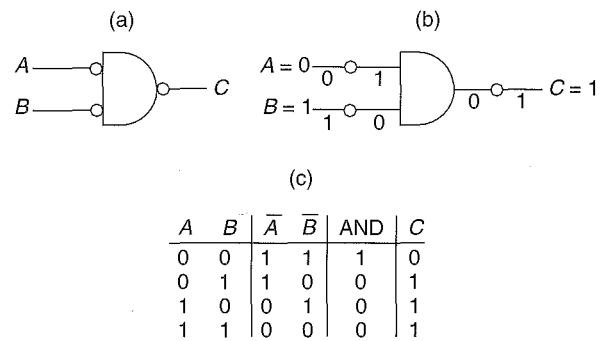 (a) (b)
A B C
A = 0 0 1
B = 1 1 0
0 1 C = 1
(c)
A B A̅ B̅ AND C
0 0 1 1 1 0
0 1 1 0 0 1
1 0 0 1 0 1
1 1 0 0 0 1